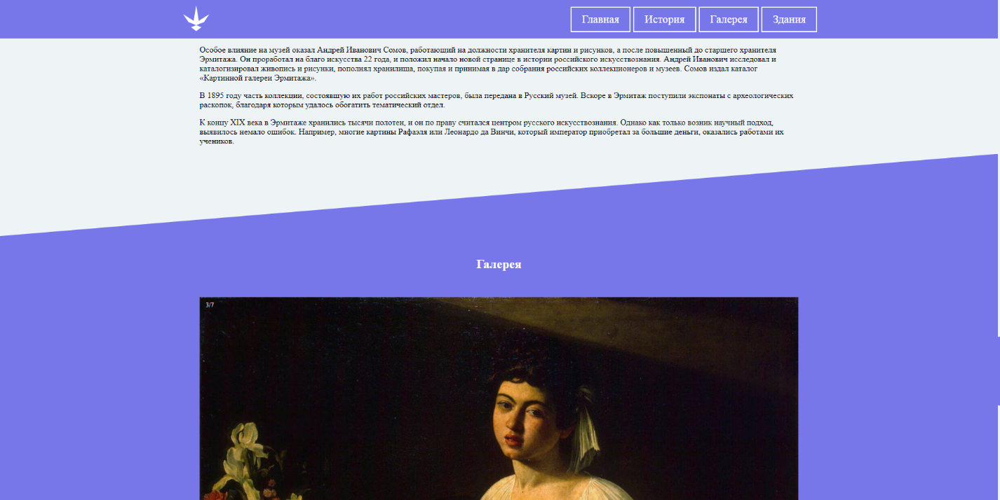 Главная История Галерея Здания
Особое влияние на музей оказал Андрей Иванович Сомов, работающий на должности хранителя картин и рисунков, а после повышенный до старшего хранителя
Эрмитажа. Он проработал на благо искусства 22 года, и положил начало новой странице в истории российского искусствознания. Андрей Иванович исследовал и
каталогизировал живопись и рисунки, пополнял хранилища, покупая и принимая в дар собрания российских коллекционеров и музеев. Сомов издал каталог
«Картинной галереи Эрмитажа».
В 1895 году часть коллекции, состоявшую их работ российских мастеров, была передана в Русский музей. Вскоре в Эрмитаж поступили экспонаты с археологических
раскопок, благодаря которым удалось обогатить тематический отдел.
К концу XIX века в Эрмитаже хранились тысячи полотен, и он по праву считался центром русского искусствознания. Однако как только возник научный подход,
выявилось немало ошибок. Например, многие картины Рафаэля или Леонардо да Винчи, который император приобретал за большие деньги, оказались работами их
учеников.
Галерея
3/7